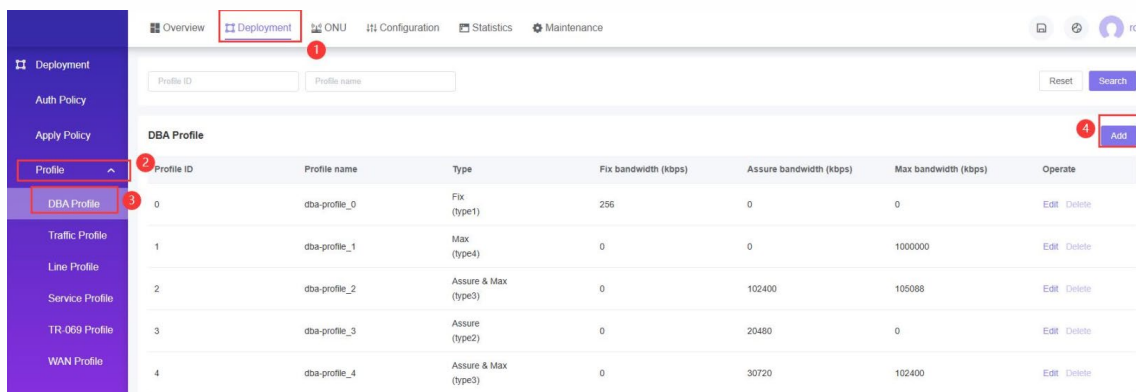 Overview Deployment ONU Configuration Statistics Maintenance
1
Deployment
Auth Policy
Apply Policy
Profile
2
DBA Profile
3
Traffic Profile
Line Profile
Service Profile
TR-069 Profile
WAN Profile
Profile ID Profile name Reset Search
DBA Profile 4 Add
Profile ID Profile name Type Fix bandwidth (kbps) Assure bandwidth (kbps) Max bandwidth (kbps) Operate
0 dba-profile_0 Fix (type1) 256 0 0 Edit Delete
1 dba-profile_1 Max (type4) 0 0 1000000 Edit Delete
2 dba-profile_2 Assure & Max (type3) 0 102400 105088 Edit Delete
3 dba-profile_3 Assure (type2) 0 20480 0 Edit Delete
4 dba-profile_4 Assure & Max (type3) 0 30720 102400 Edit Delete